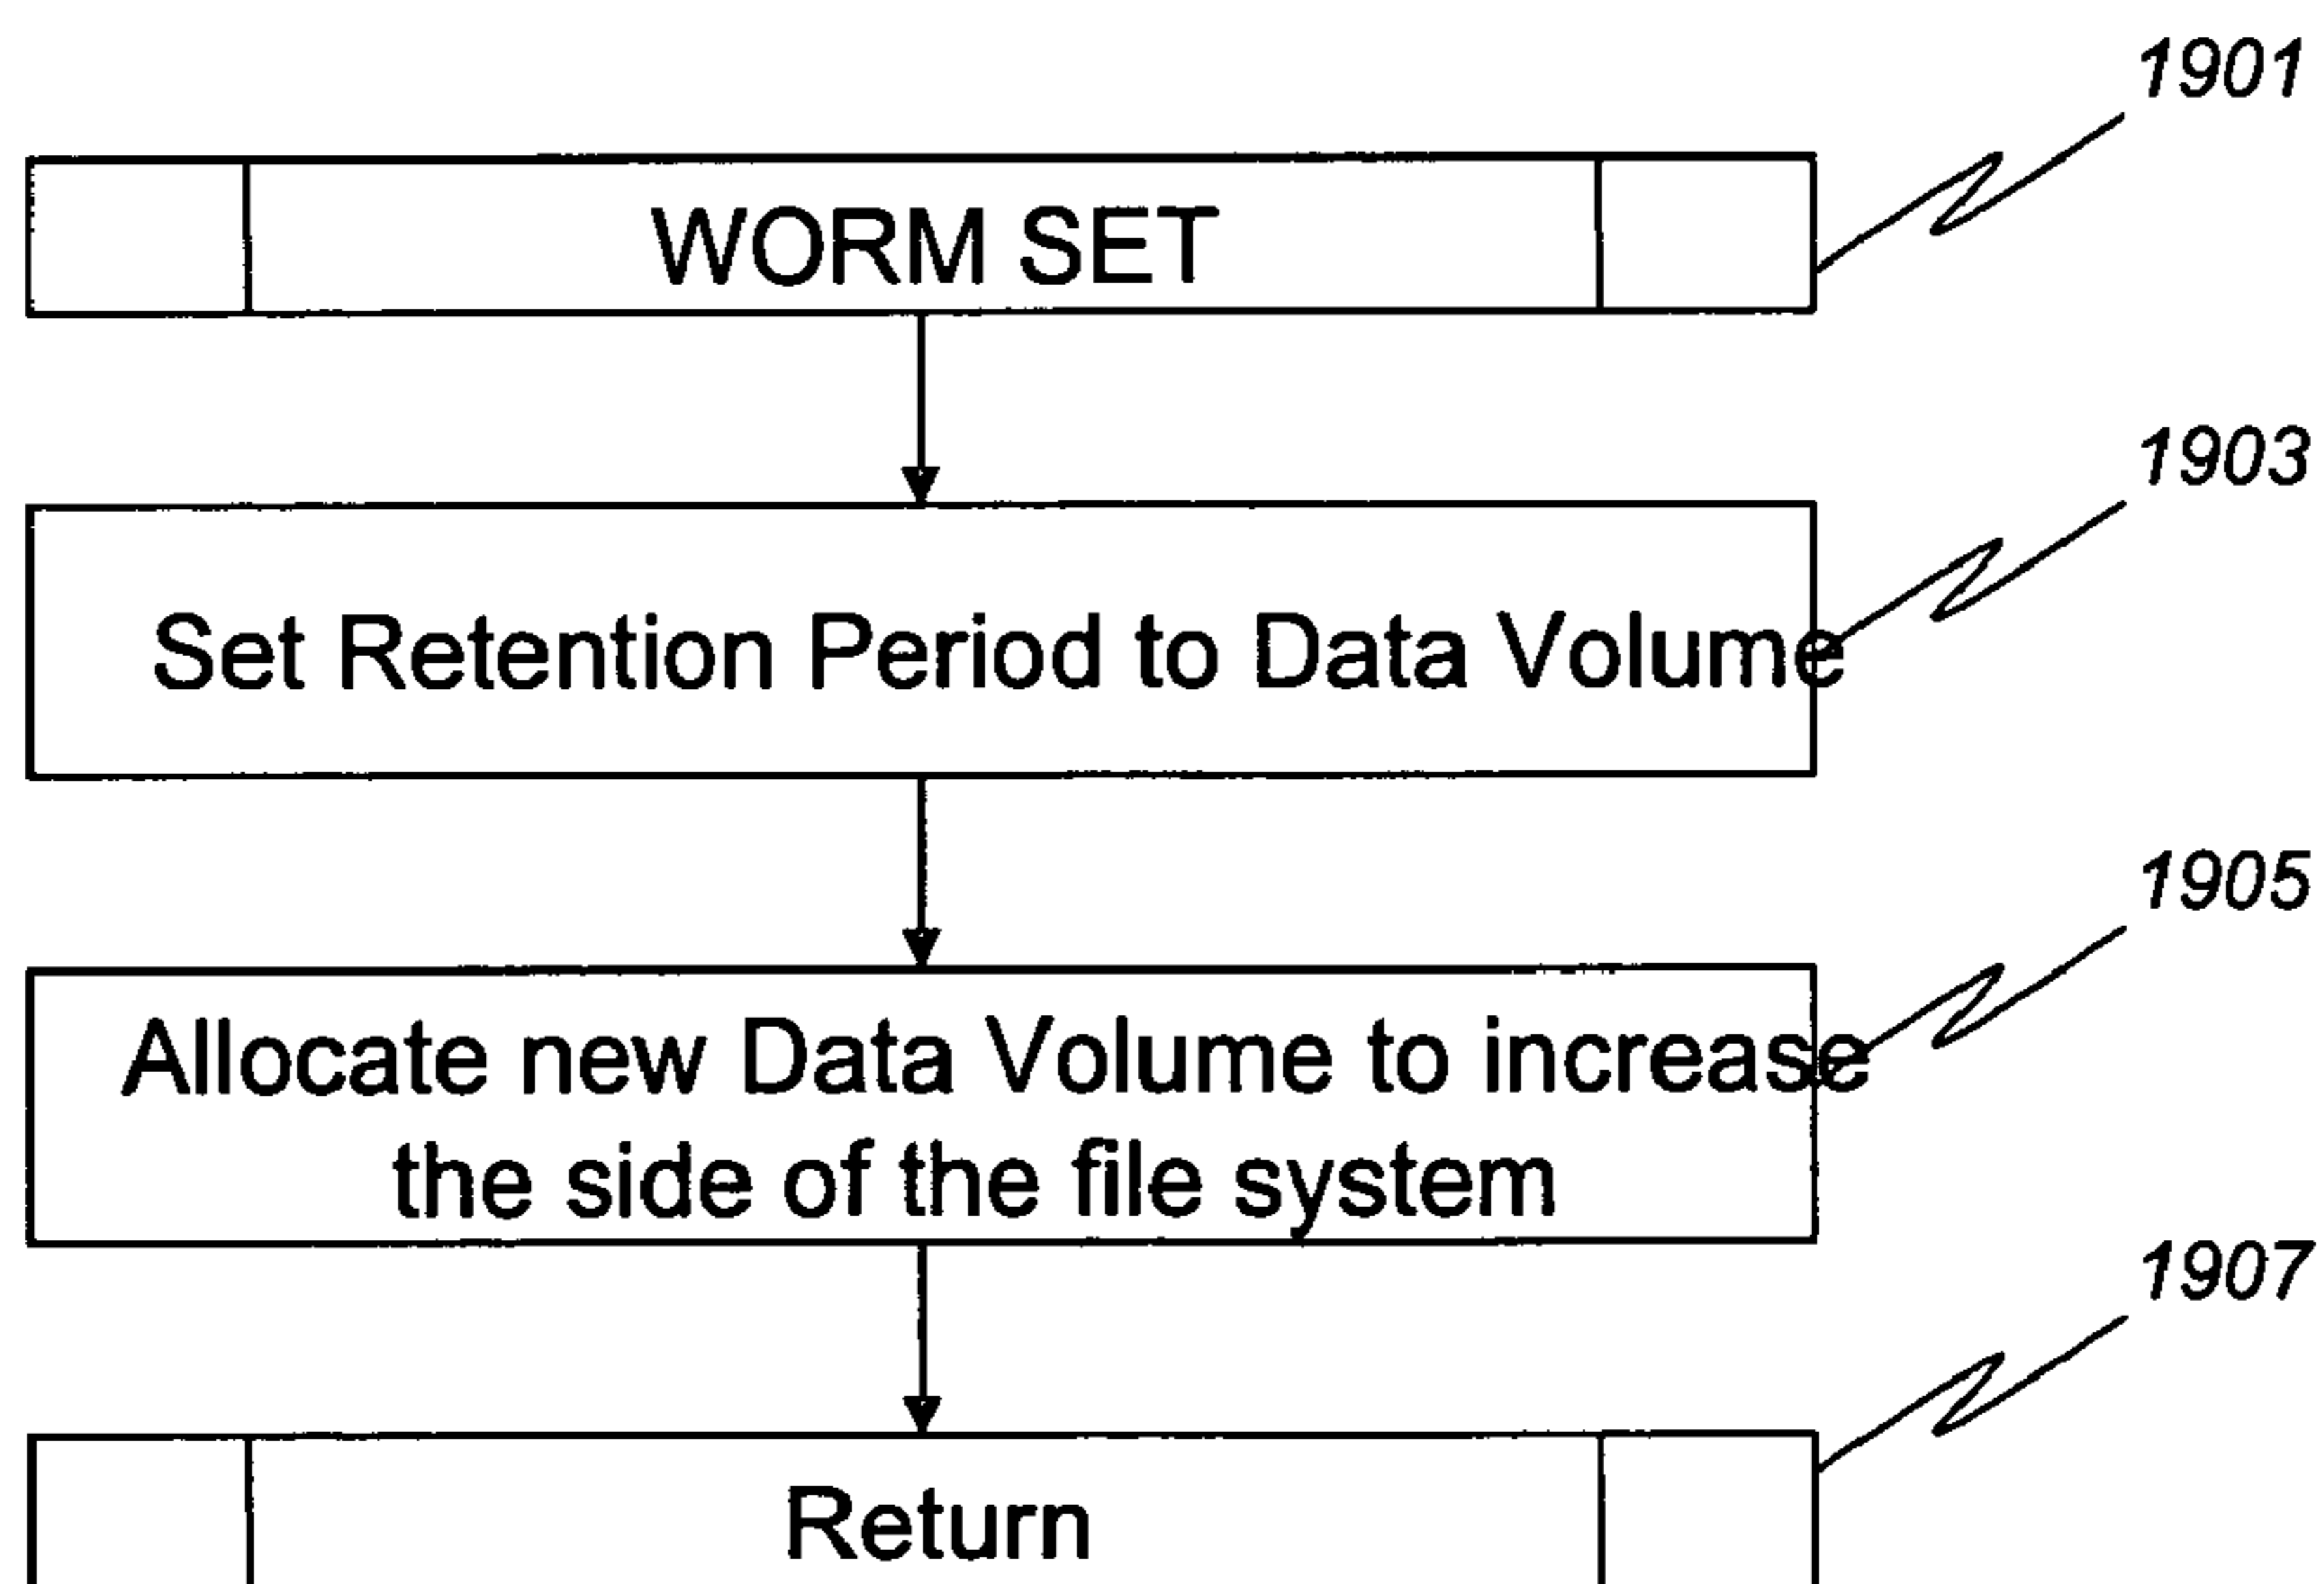 1901
WORM SET
1903
Set Retention Period to Data Volume
1905
Allocate new Data Volume to increase
the side of the file system
1907
Return